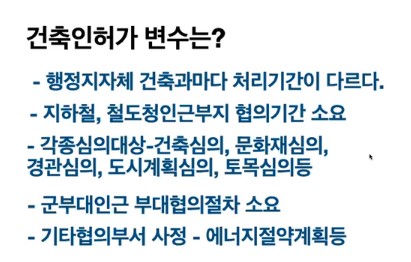 건축인허가 변수는?
- 행정지자체 건축과마다 처리기간이 다르다.
- 지하철, 철도청인근부지 협의기간 소요
- 각종심의대상-건축심의, 문화재심의,
경관심의, 도시계획심의, 토목심의등
- 군부대인근 부대협의절차 소요
- 기타협의부서 사정 - 에너지절약계획등